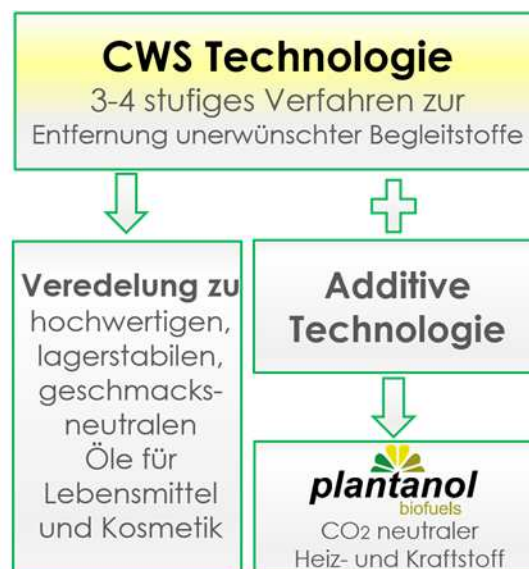 CWS Technologie
3-4 stufiges Verfahren zur
Entfernung unerwünschter Begleitstoffe
Veredelung zu
hochwertigen,
lagerstabilen,
geschmacks-
neutralen
Öle für
Lebensmittel
und Kosmetik
Additive
Technologie
plantanol
biofuels
CO2 neutraler
Heiz- und Kraftstoff